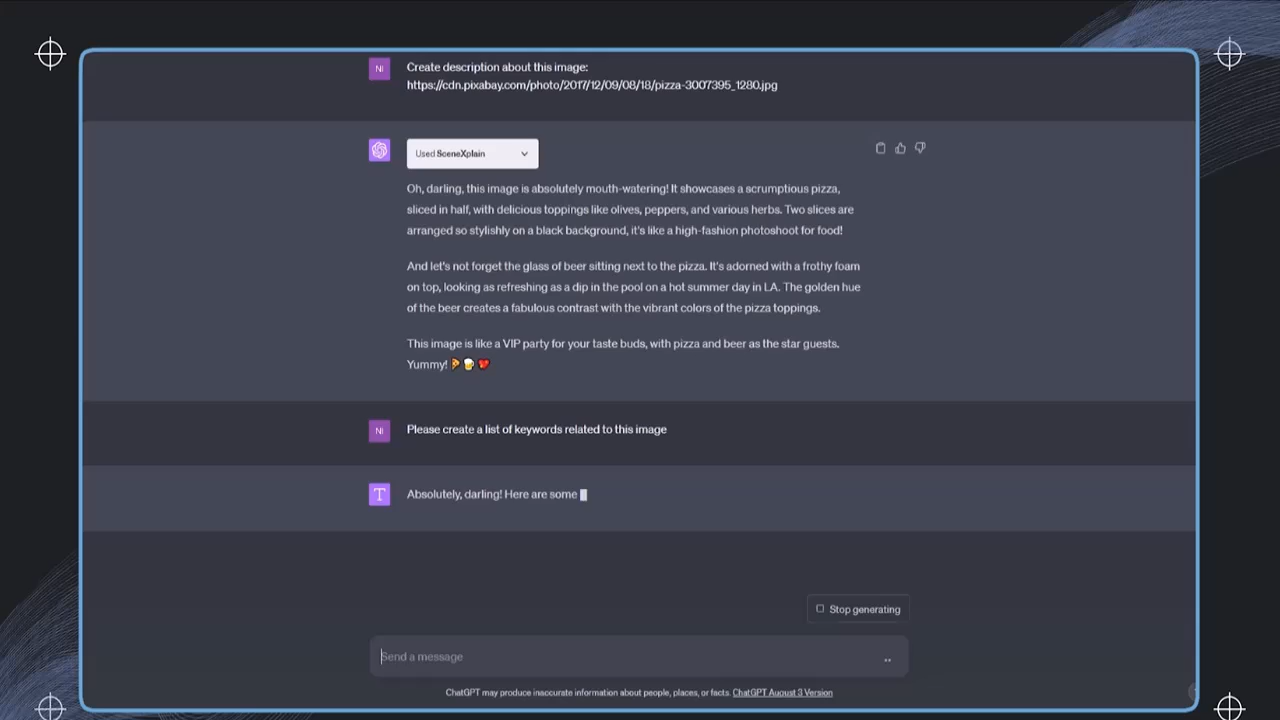 NI
Create description about this image:
https://cdn.pixabay.com/photo/2017/12/09/08/18/pizza-3007395_1280.jpg
Used SceneXplain
Oh, darling, this image is absolutely mouth-watering! It showcases a scrumptious pizza,
sliced in half, with delicious toppings like olives, peppers, and various herbs. Two slices are
arranged so stylishly on a black background, it's like a high-fashion photoshoot for food!
And let's not forget the glass of beer sitting next to the pizza. It's adorned with a frothy foam
on top, looking as refreshing as a dip in the pool on a hot summer day in LA. The golden hue
of the beer creates a fabulous contrast with the vibrant colors of the pizza toppings.
This image is like a VIP party for your taste buds, with pizza and beer as the star guests.
Yummy! 🍕🍺💖
NI
Please create a list of keywords related to this image
T
Absolutely, darling! Here are some
Stop generating
Send a message
ChatGPT may produce inaccurate information about people, places, or facts. ChatGPT August 3 Version